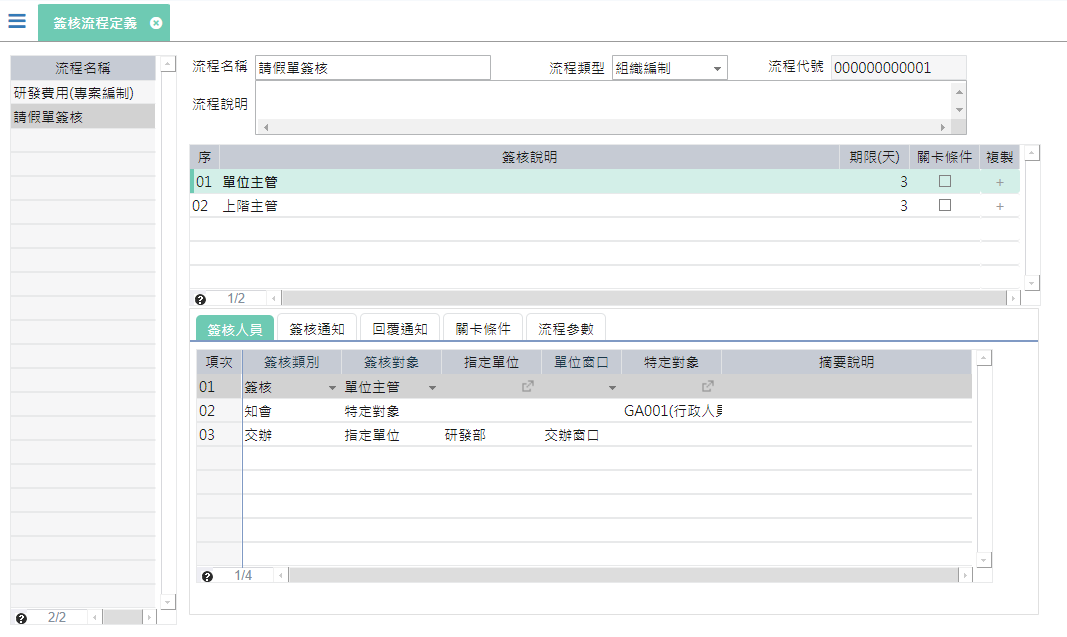 簽核流程定義
流程名稱
研發費用(專案編制)
請假單簽核
2/2
流程名稱 請假單簽核 流程類型 組織編制 流程代號 000000000001
流程說明
序 簽核說明 期限(天) 關卡條件 複製
01 單位主管 3 +
02 上階主管 3 +
1/2
簽核人員 簽核通知 回覆通知 關卡條件 流程參數
項次 簽核類別 簽核對象 指定單位 單位窗口 特定對象 摘要說明
01 簽核 單位主管
02 知會 特定對象 GA001(行政人員
03 交辦 指定單位 研發部 交辦窗口
1/4